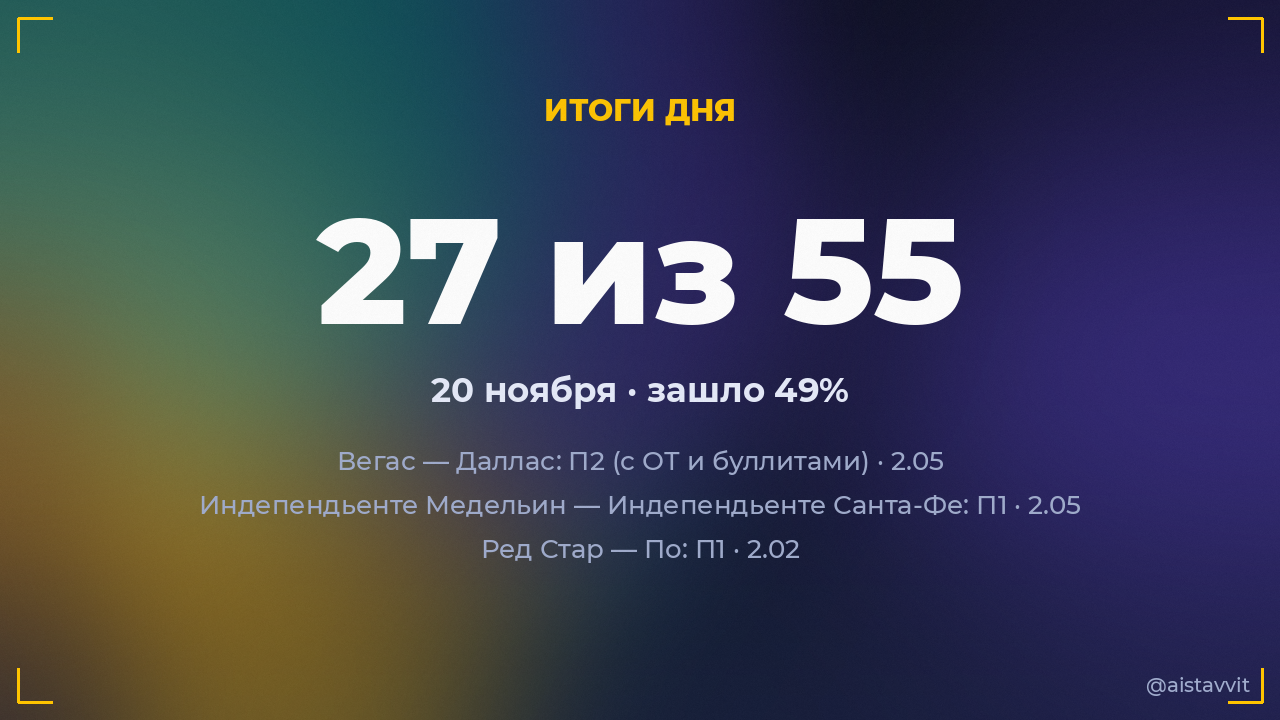 ИТОГИ ДНЯ
27 из 55
20 ноября · зашло 49%
Вегас — Даллас: П2 (с ОТ и буллитами) · 2.05
Индепендьенте Медельин — Индепендьенте Санта-Фе: П1 · 2.05
Ред Стар — По: П1 · 2.02
@aistavvit